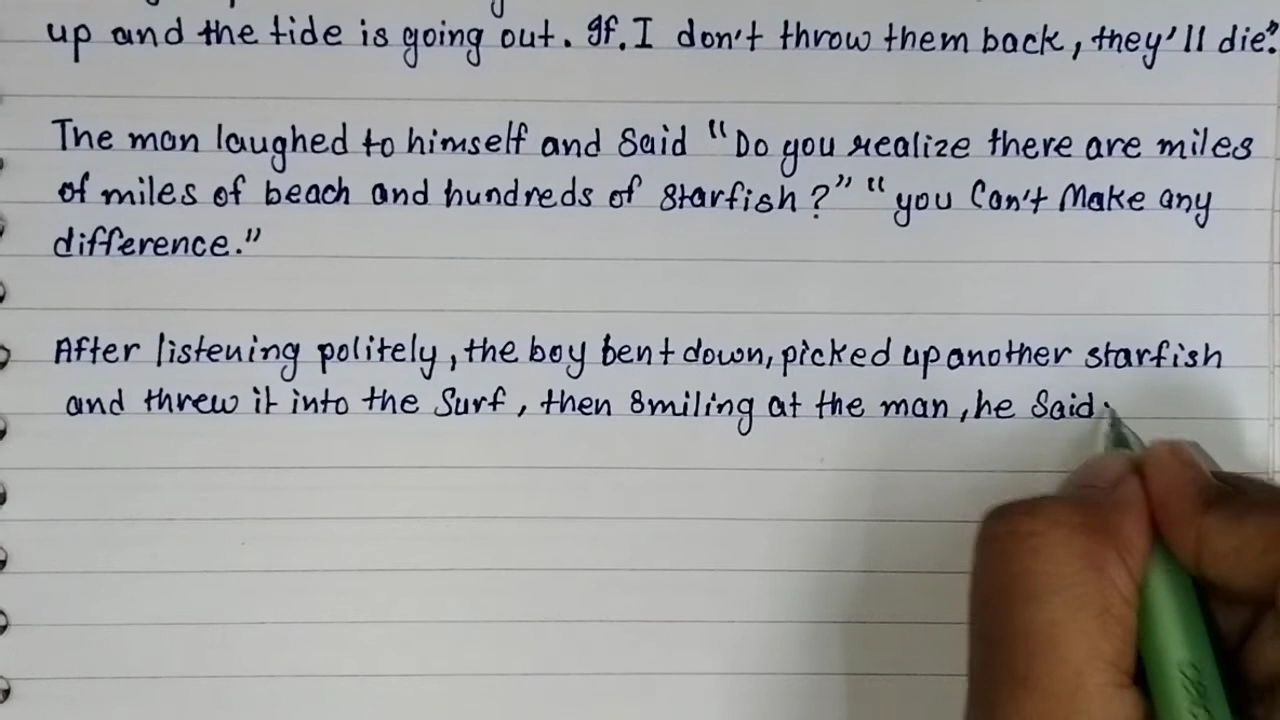 up and the tide is going out. If. I don't throw them back, they'll die."
The man laughed to himself and Said "Do you realize there are miles
of miles of beach and hundreds of starfish?" "you Can't Make any
difference."
After listening politely, the boy bent down, picked up another starfish
and threw it into the Surf, then smiling at the man, he Said